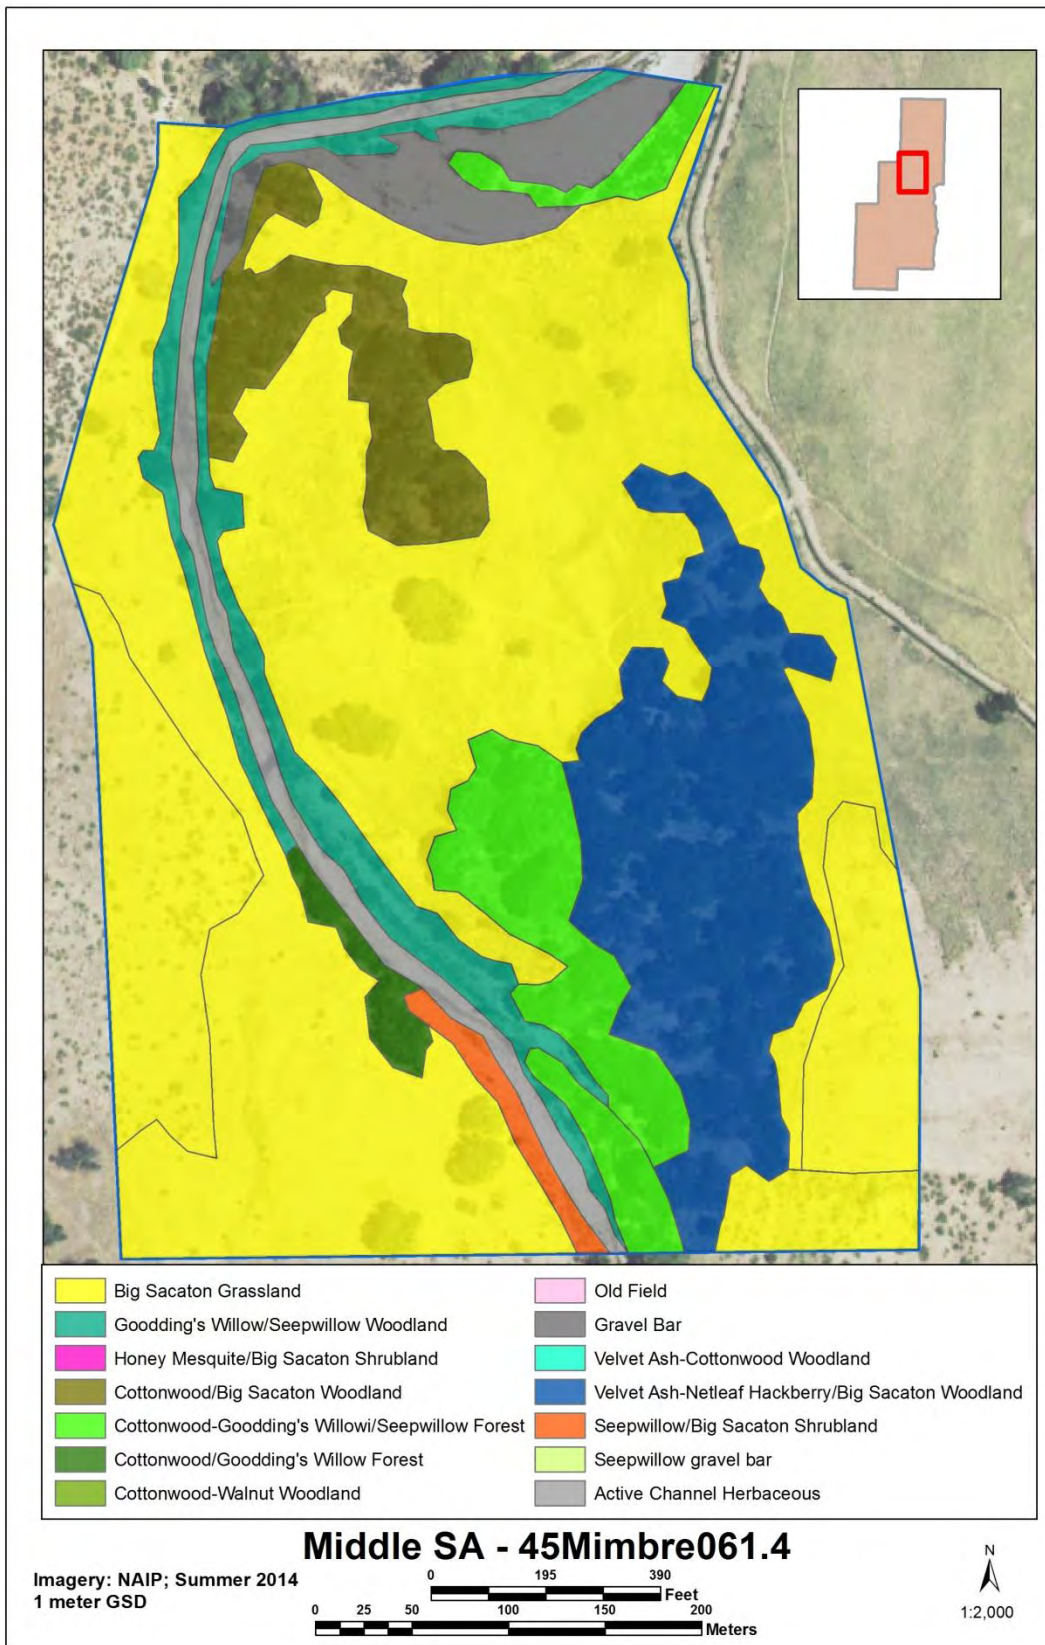 Big Sacaton Grassland
Goodding's Willow/Seepwillow Woodland
Honey Mesquite/Big Sacaton Shrubland
Cottonwood/Big Sacaton Woodland
Cottonwood-Goodding's Willowi/Seepwillow Forest
Cottonwood/Goodding's Willow Forest
Cottonwood-Walnut Woodland
Old Field
Gravel Bar
Velvet Ash-Cottonwood Woodland
Velvet Ash-Netleaf Hackberry/Big Sacaton Woodland
Seepwillow/Big Sacaton Shrubland
Seepwillow gravel bar
Active Channel Herbaceous
Middle SA - 45Mimbre061.4
Imagery: NAIP; Summer 2014
1 meter GSD
0 195 390
Feet
0 25 50 100 150 200
Meters
N
1:2,000